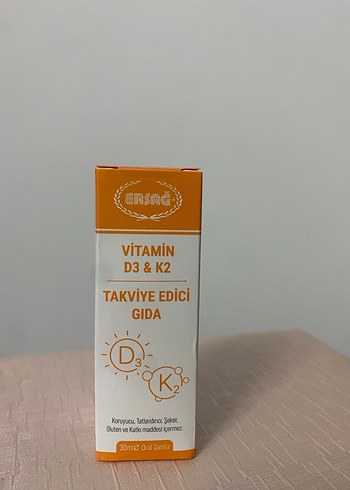 ERSAĞ
VİTAMİN
D3 & K2
TAKVİYE EDİCİ
GIDA
D3
K2
Koruyucu, Tatlandırıcı, Şeker,
Gluten ve Katkı maddesi içermez.
30ml℮ Oral Damla